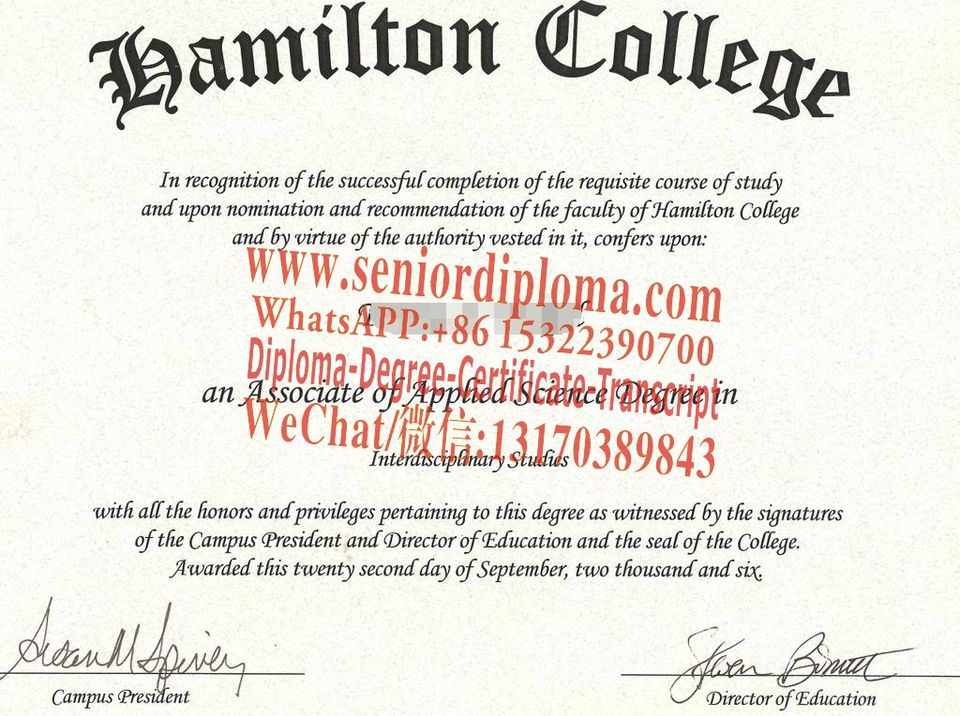 Hamilton College
In recognition of the successful completion of the requisite course of study
and upon nomination and recommendation of the faculty of Hamilton College
and by virtue of the authority vested in it, confers upon:
www.seniordiploma.com
WhatsAPP:+86 15322390700
Diploma-Degree-Certificate-Transcript
an Associate of Applied Science Degree in
WeChat/微信:13170389843
Interdisciplinary Studies
with all the honors and privileges pertaining to this degree as witnessed by the signatures
of the Campus President and Director of Education and the seal of the College.
Awarded this twenty second day of September, two thousand and six.
Susan M Spivey
Campus President
Director of Education